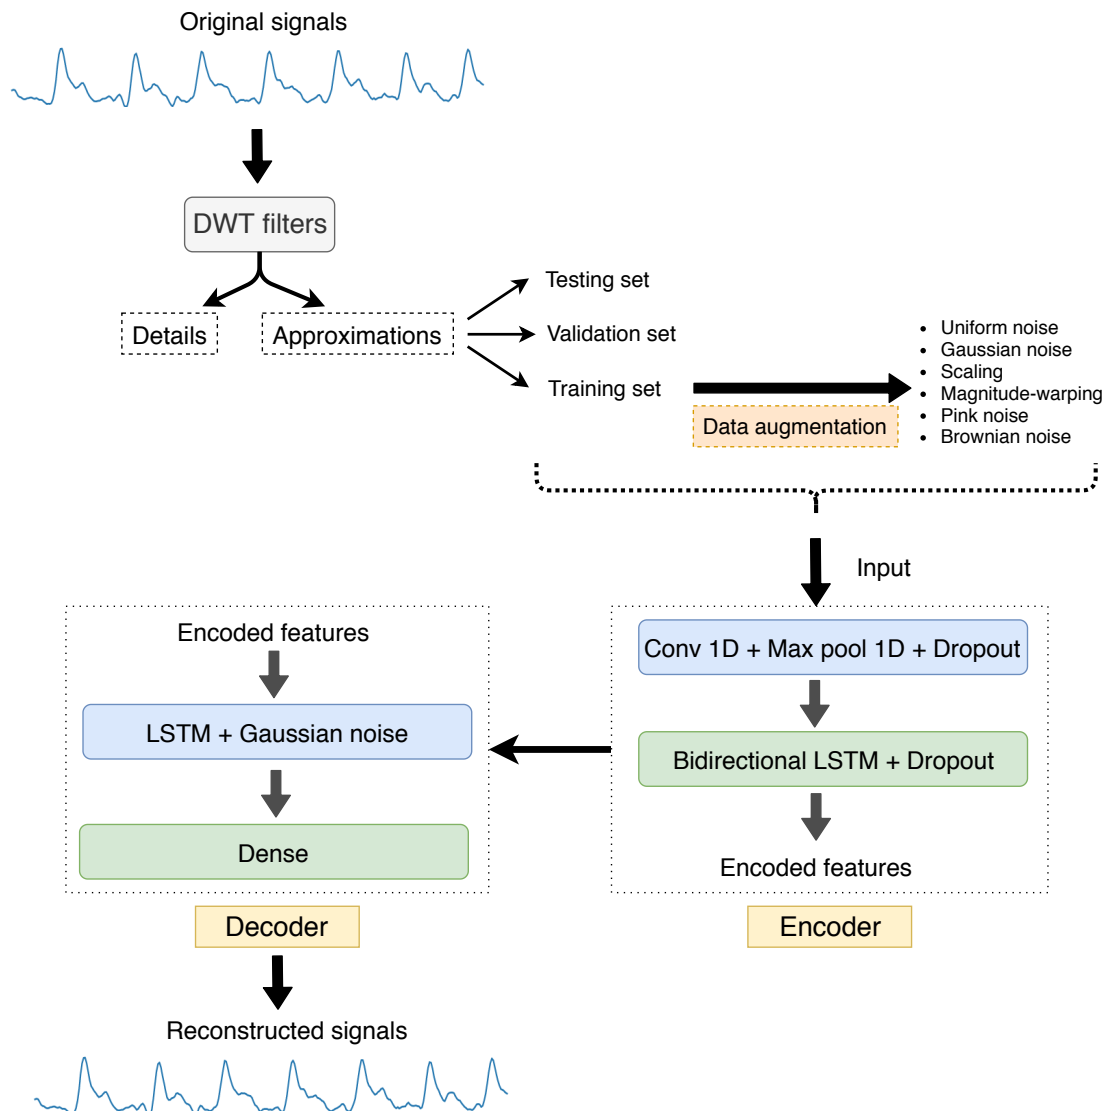 Original signals
DWT filters
Details
Approximations
Testing set
Validation set
Training set
Data augmentation
• Uniform noise
• Gaussian noise
• Scaling
• Magnitude-warping
• Pink noise
• Brownian noise
Input
Conv 1D + Max pool 1D + Dropout
Bidirectional LSTM + Dropout
Encoded features
Encoder
Encoded features
LSTM + Gaussian noise
Dense
Decoder
Reconstructed signals